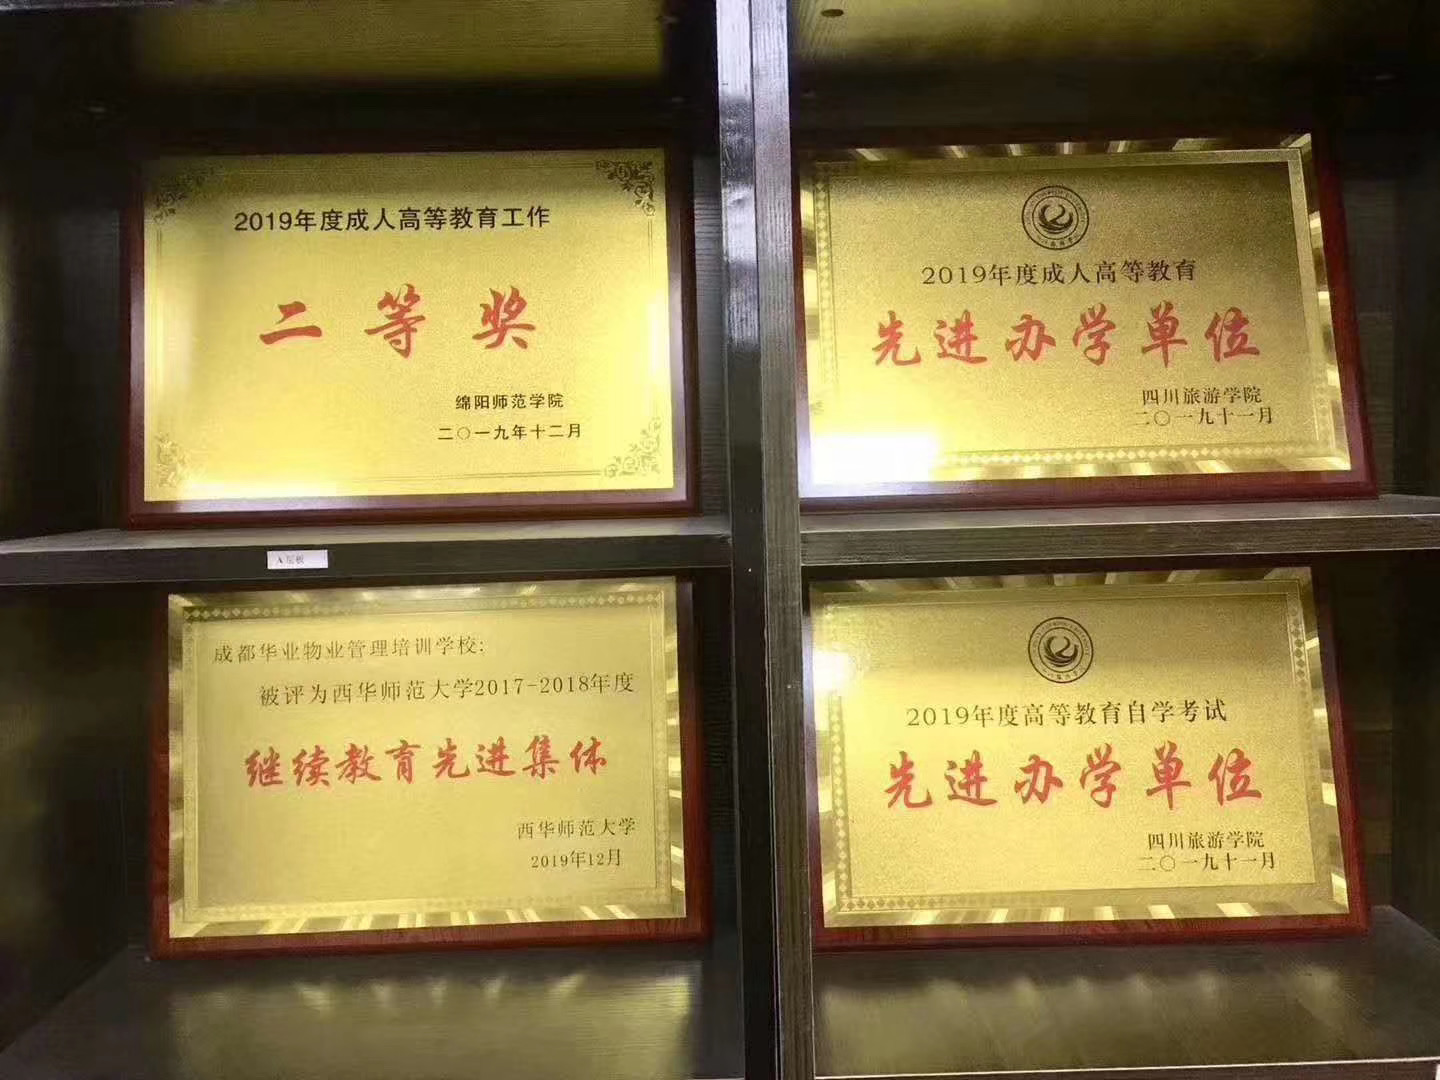 2019年度成人高等教育工作
二等奖
绵阳师范学院
二〇一九年十二月
2019年度成人高等教育
先进办学单位
四川旅游学院
二〇一九十一月
A层板
成都华业物业管理培训学校:
被评为西华师范大学2017-2018年度
继续教育先进集体
西华师范大学
2019年12月
2019年度高等教育自学考试
先进办学单位
四川旅游学院
二〇一九十一月